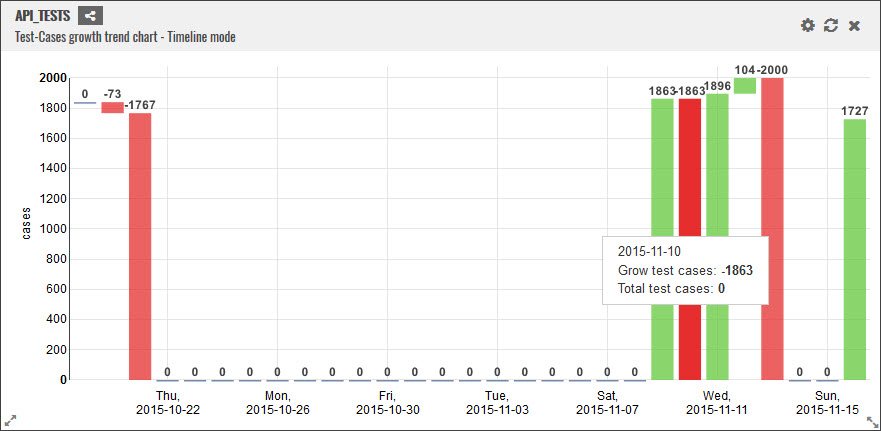 API_TESTS
Test-Cases growth trend chart - Timeline mode
cases
2000
1800
1600
1400
1200
1000
800
600
400
200
0
0 -73 -1767 0 0 0 0 0 0 0 0 0 0 0 0 0 0 0 0 0 0 1863 -1863 1896 104 -2000 0 0 1727
2015-11-10
Grow test cases: -1863
Total test cases: 0
Thu, Mon, Fri, Tue, Sat, Wed, Sun,
2015-10-22 2015-10-26 2015-10-30 2015-11-03 2015-11-07 2015-11-11 2015-11-15